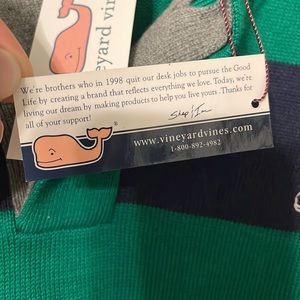 vineyard vines
We're brothers who in 1998 quit our desk jobs to pursue the Good
Life by creating a brand that reflects everything we love. Today, we're
living our dream by making products to help you live yours. Thanks for
all of your support!
Shep Ian
®
www.vineyardvines.com
1-800-892-4982